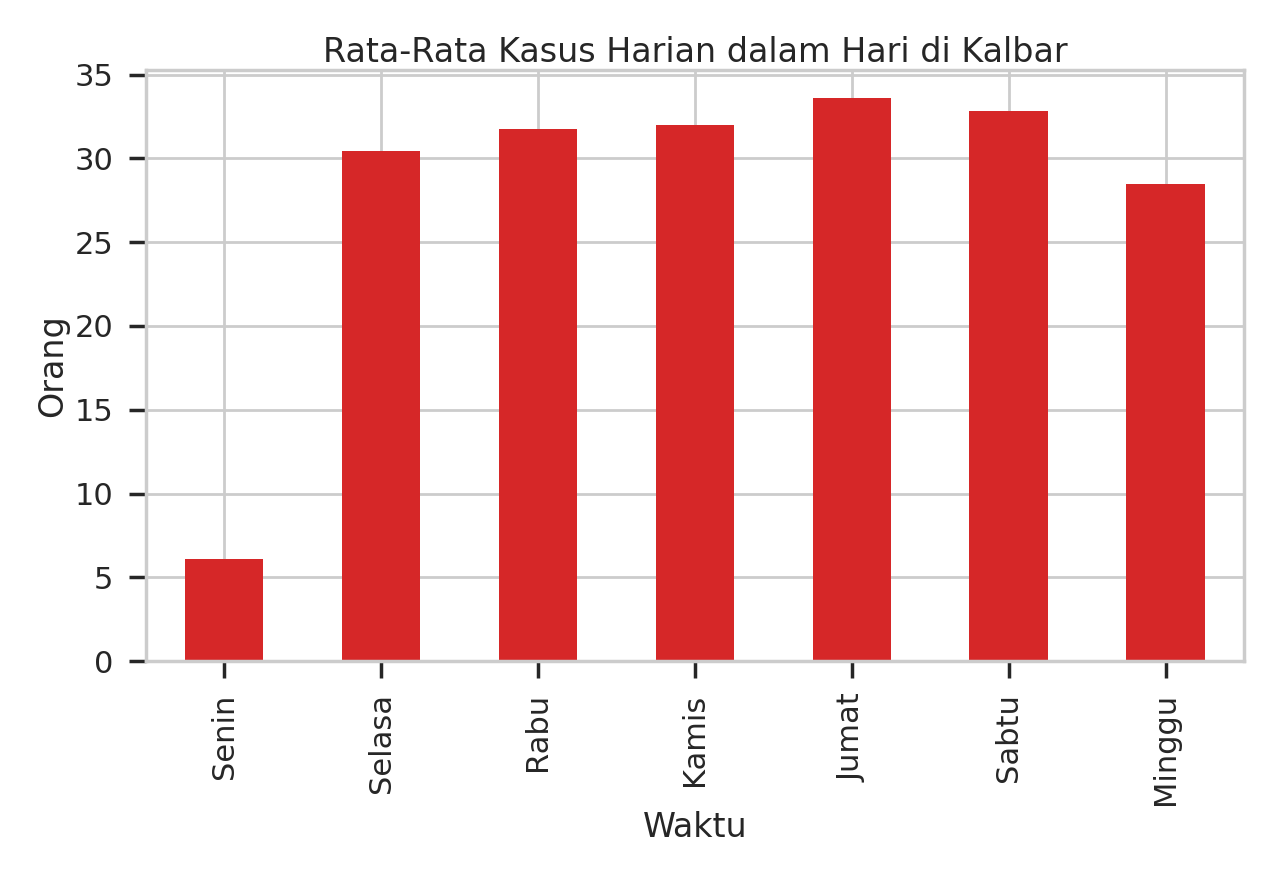 Rata-Rata Kasus Harian dalam Hari di Kalbar
35
30
25
20
15
10
5
0
Orang
Senin
Selasa
Rabu
Kamis
Jumat
Sabtu
Minggu
Waktu